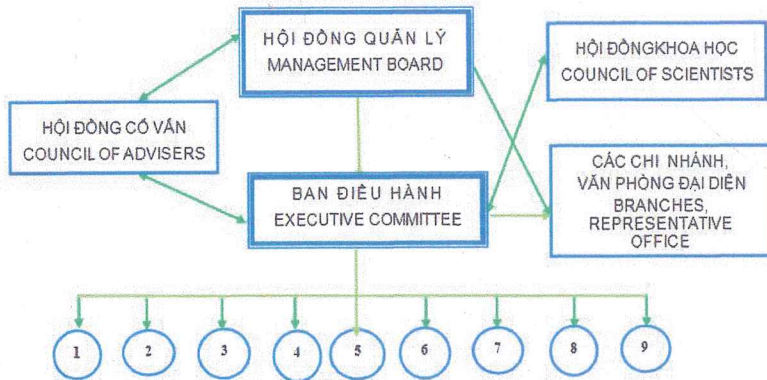 HỘI ĐỒNG QUẢN LÝ
MANAGEMENT BOARD
HỘI ĐỒNGKHOA HỌC
COUNCIL OF SCIENTISTS
HỘI ĐỒNG CỐ VẤN
COUNCIL OF ADVISERS
CÁC CHI NHÁNH,
VĂN PHÒNG ĐẠI DIỆN
BRANCHES,
REPRESENTATIVE
OFFICE
BAN ĐIỀU HÀNH
EXECUTIVE COMMITTEE
1 2 3 4 5 6 7 8 9